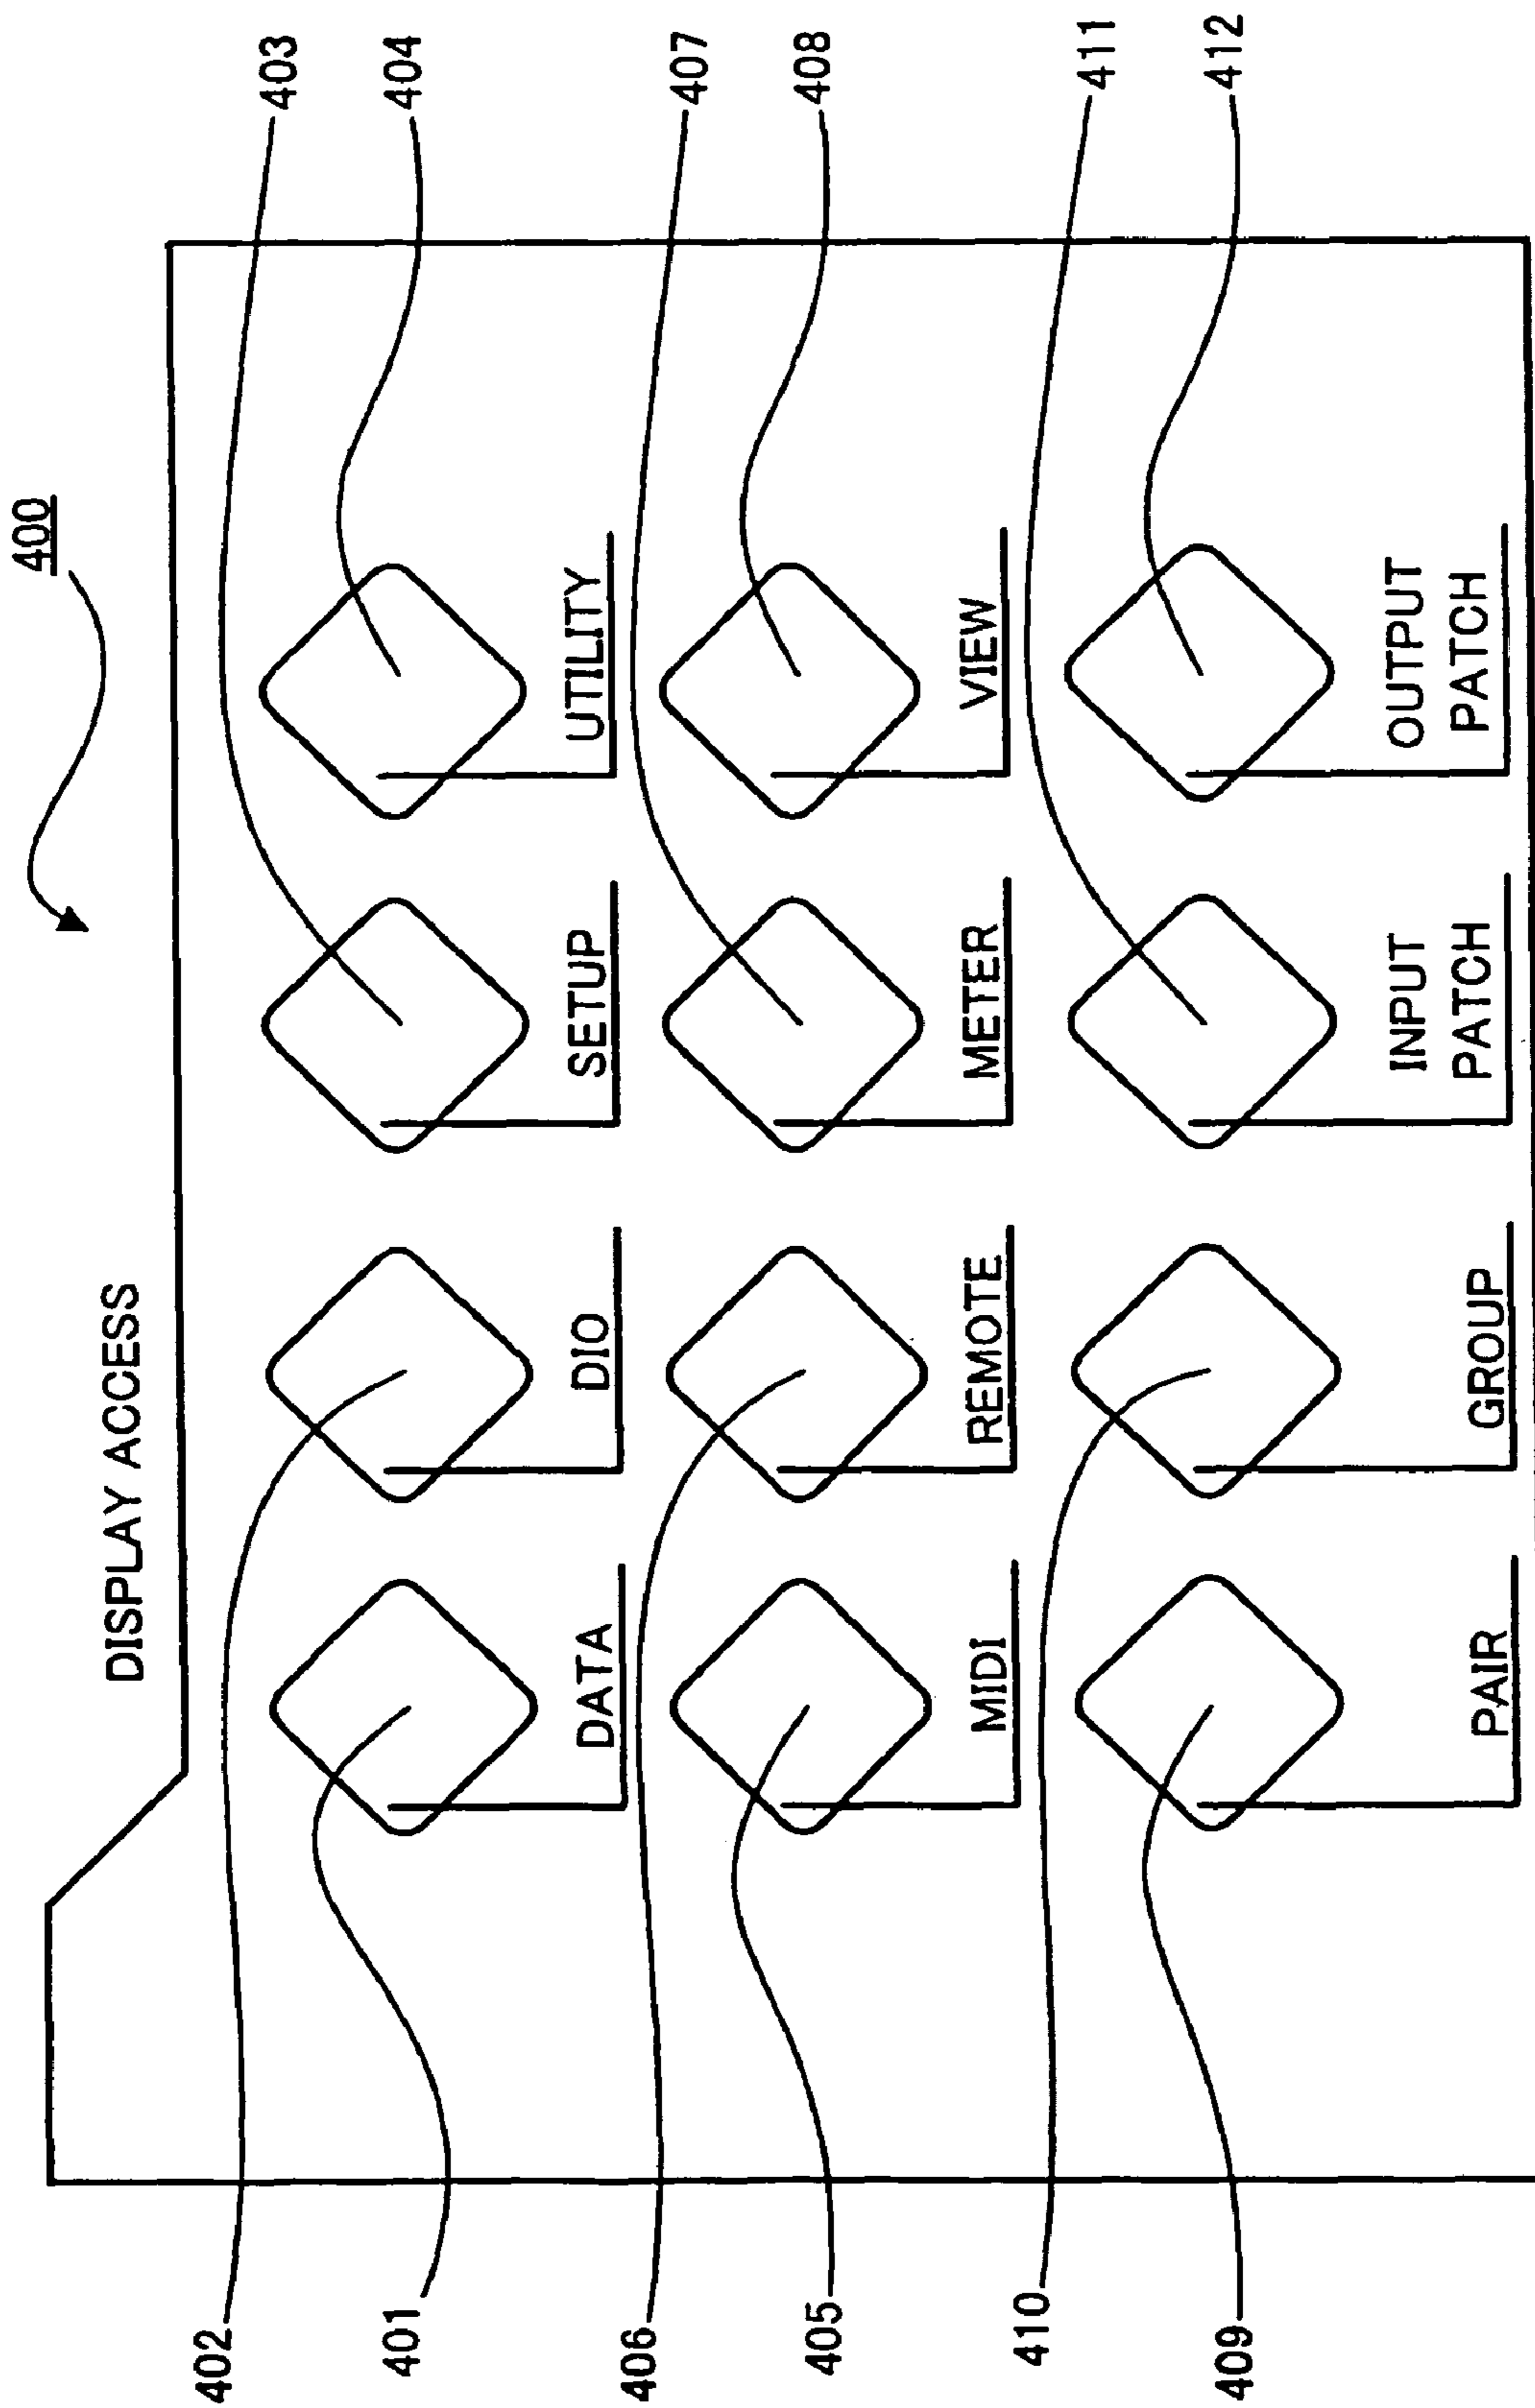 400
DISPLAY ACCESS
402
403
401
404
DATA
DIO
SETUP
UTILITY
406
407
405
408
MIDI
REMOTE
METER
VIEW
410
411
409
412
PAIR
GROUP
INPUT
PATCH
OUTPUT
PATCH